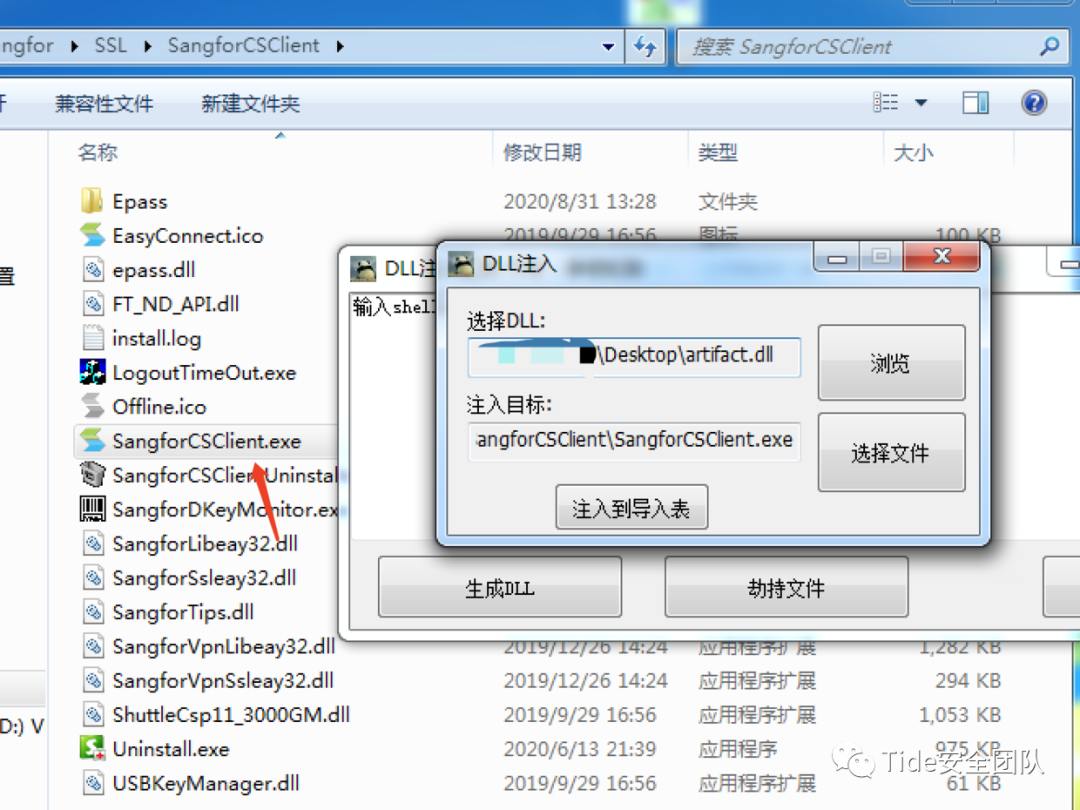 ngfor ▸ SSL ▸ SangforCSClient ▸
搜索 SangforCSClient
兼容性文件 新建文件夹
名称 修改日期 类型 大小
Epass 2020/8/31 13:28 文件夹
EasyConnect.ico 2019/9/29 16:56 图标 100 KB
epass.dll
FT_ND_API.dll
install.log
LogoutTimeOut.exe
Offline.ico
SangforCSClient.exe
SangforCSClientUninstal
SangforDKeyMonitor.ex
SangforLibeay32.dll
SangforSsleay32.dll
SangforTips.dll
SangforVpnLibeay32.dll 2019/12/26 14:24 应用程序扩展 1,282 KB
SangforVpnSsleay32.dll 2019/12/26 14:24 应用程序扩展 294 KB
ShuttleCsp11_3000GM.dll 2019/9/29 16:56 应用程序扩展 1,053 KB
Uninstall.exe 2020/6/13 21:39 应用程序 975 KB
USBKeyManager.dll 2019/9/29 16:56 应用程序扩展 61 KB
置
D:) V
DLL注
输入shell
DLL注入
选择DLL:
\Desktop\artifact.dll
浏览
注入目标:
angforCSClient\SangforCSClient.exe
选择文件
注入到导入表
生成DLL
劫持文件
Tide安全团队